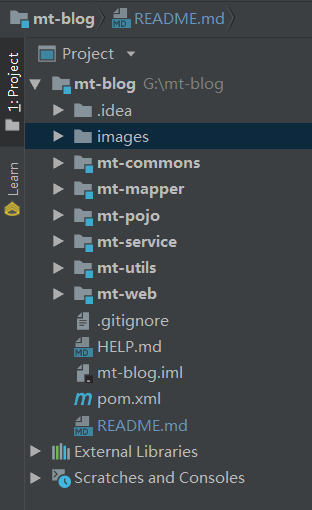 mt-blog README.md
Project
1: Project
Learn
mt-blog G:\mt-blog
.idea
images
mt-commons
mt-mapper
mt-pojo
mt-service
mt-utils
mt-web
.gitignore
MD HELP.md
mt-blog.iml
m pom.xml
MD README.md
External Libraries
Scratches and Consoles